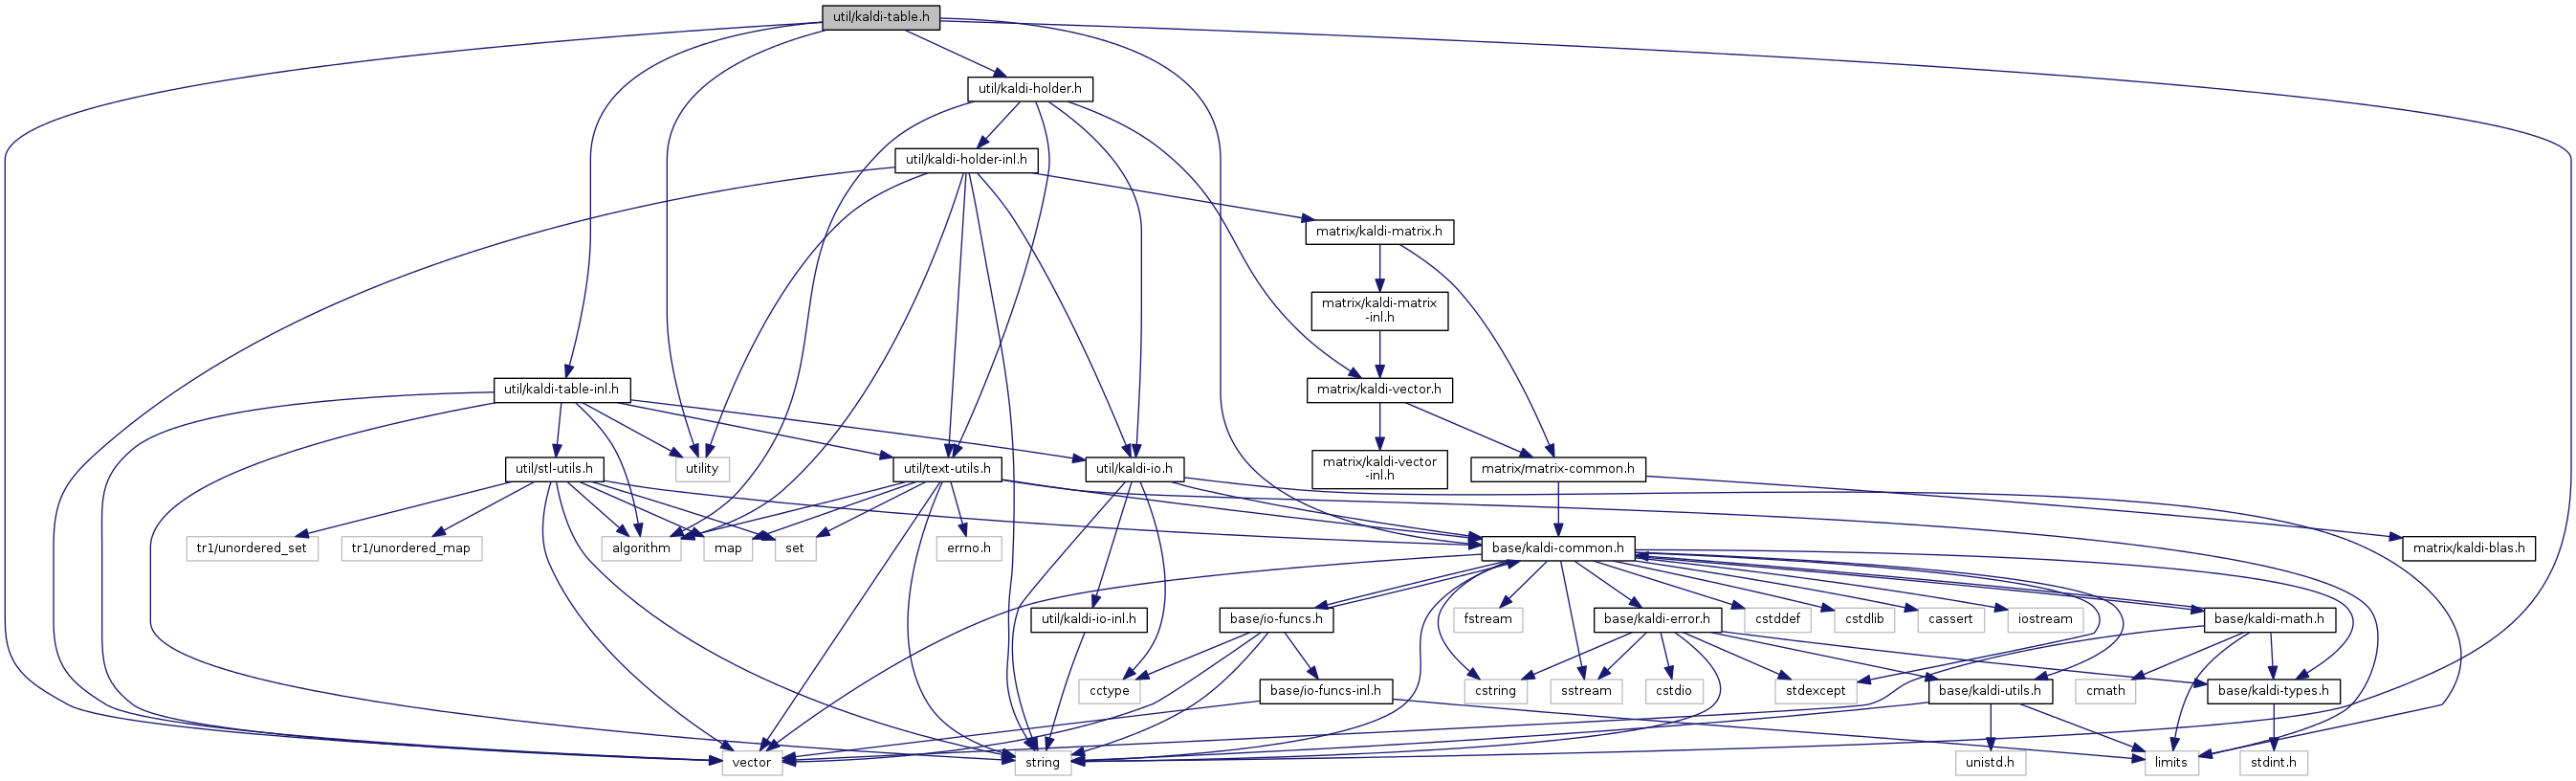 util/kaldi-table.h
util/kaldi-holder.h
util/kaldi-holder-inl.h
matrix/kaldi-matrix.h
matrix/kaldi-matrix
-inl.h
util/kaldi-table-inl.h
matrix/kaldi-vector.h
util/stl-utils.h
utility
util/text-utils.h
util/kaldi-io.h
matrix/kaldi-vector
-inl.h
matrix/matrix-common.h
tr1/unordered_set
tr1/unordered_map
algorithm
map
set
errno.h
base/kaldi-common.h
matrix/kaldi-blas.h
util/kaldi-io-inl.h
base/io-funcs.h
fstream
base/kaldi-error.h
cstddef
cstdlib
cassert
iostream
base/kaldi-math.h
cctype
base/io-funcs-inl.h
cstring
sstream
cstdio
stdexcept
base/kaldi-utils.h
cmath
base/kaldi-types.h
vector
string
unistd.h
limits
stdint.h